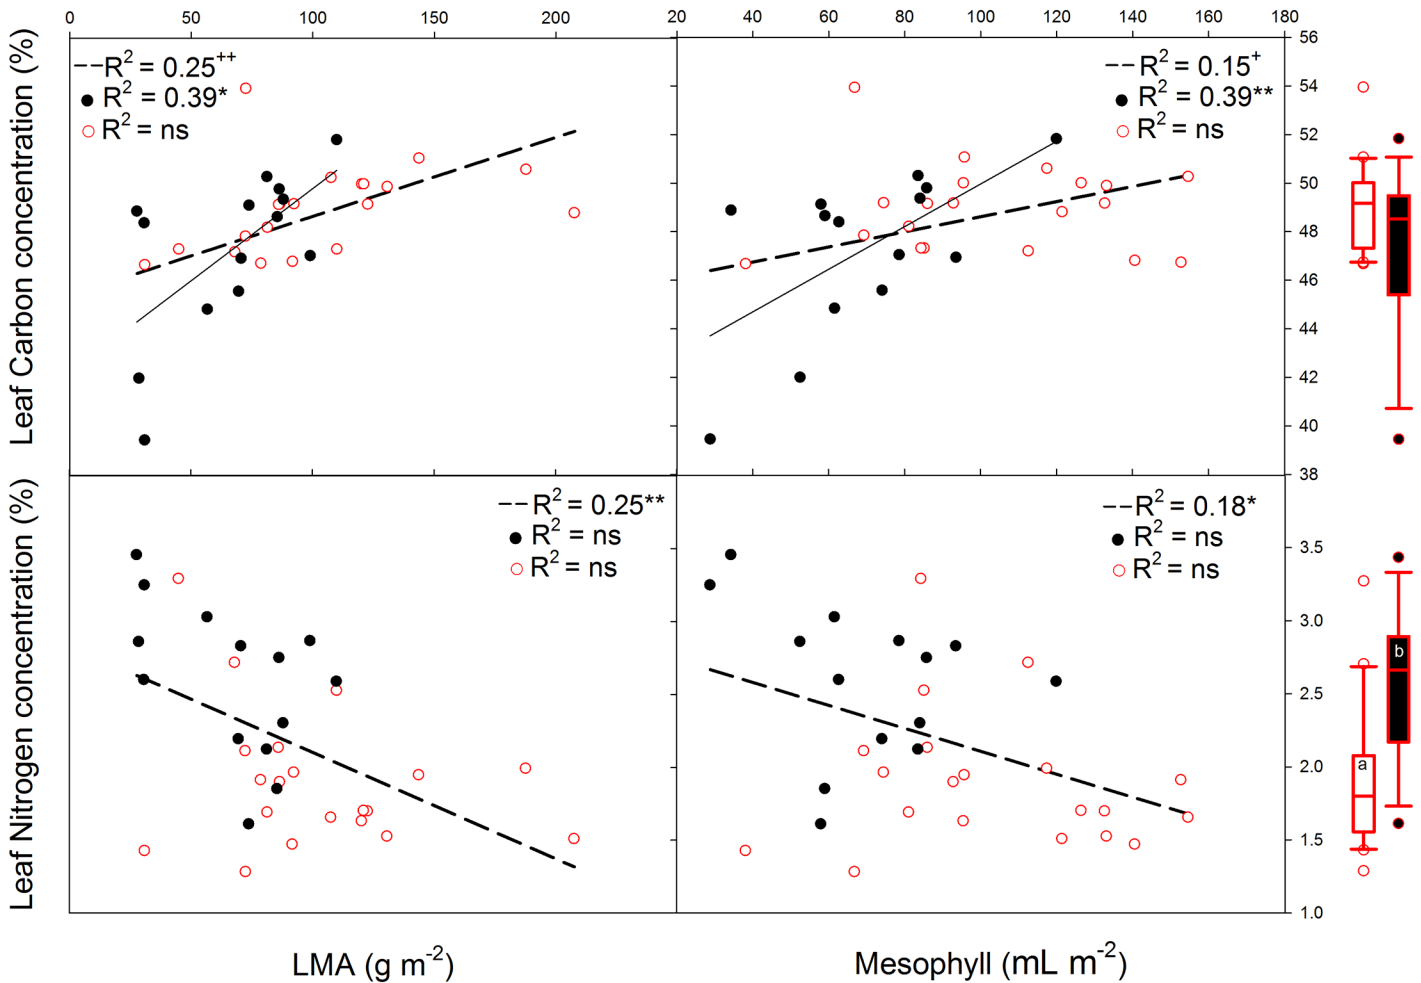 0 50 100 150 200
20 40 60 80 100 120 140 160 180
Leaf Carbon concentration (%)
R² = 0.25⁺⁺
R² = 0.39*
R² = ns
R² = 0.15⁺
R² = 0.39**
R² = ns
56
54
52
50
48
46
44
42
40
38
Leaf Nitrogen concentration (%)
R² = 0.25**
R² = ns
R² = ns
R² = 0.18*
R² = ns
R² = ns
3.5
3.0
2.5
2.0
1.5
1.0
b
a
LMA (g m⁻²)
Mesophyll (mL m⁻²)